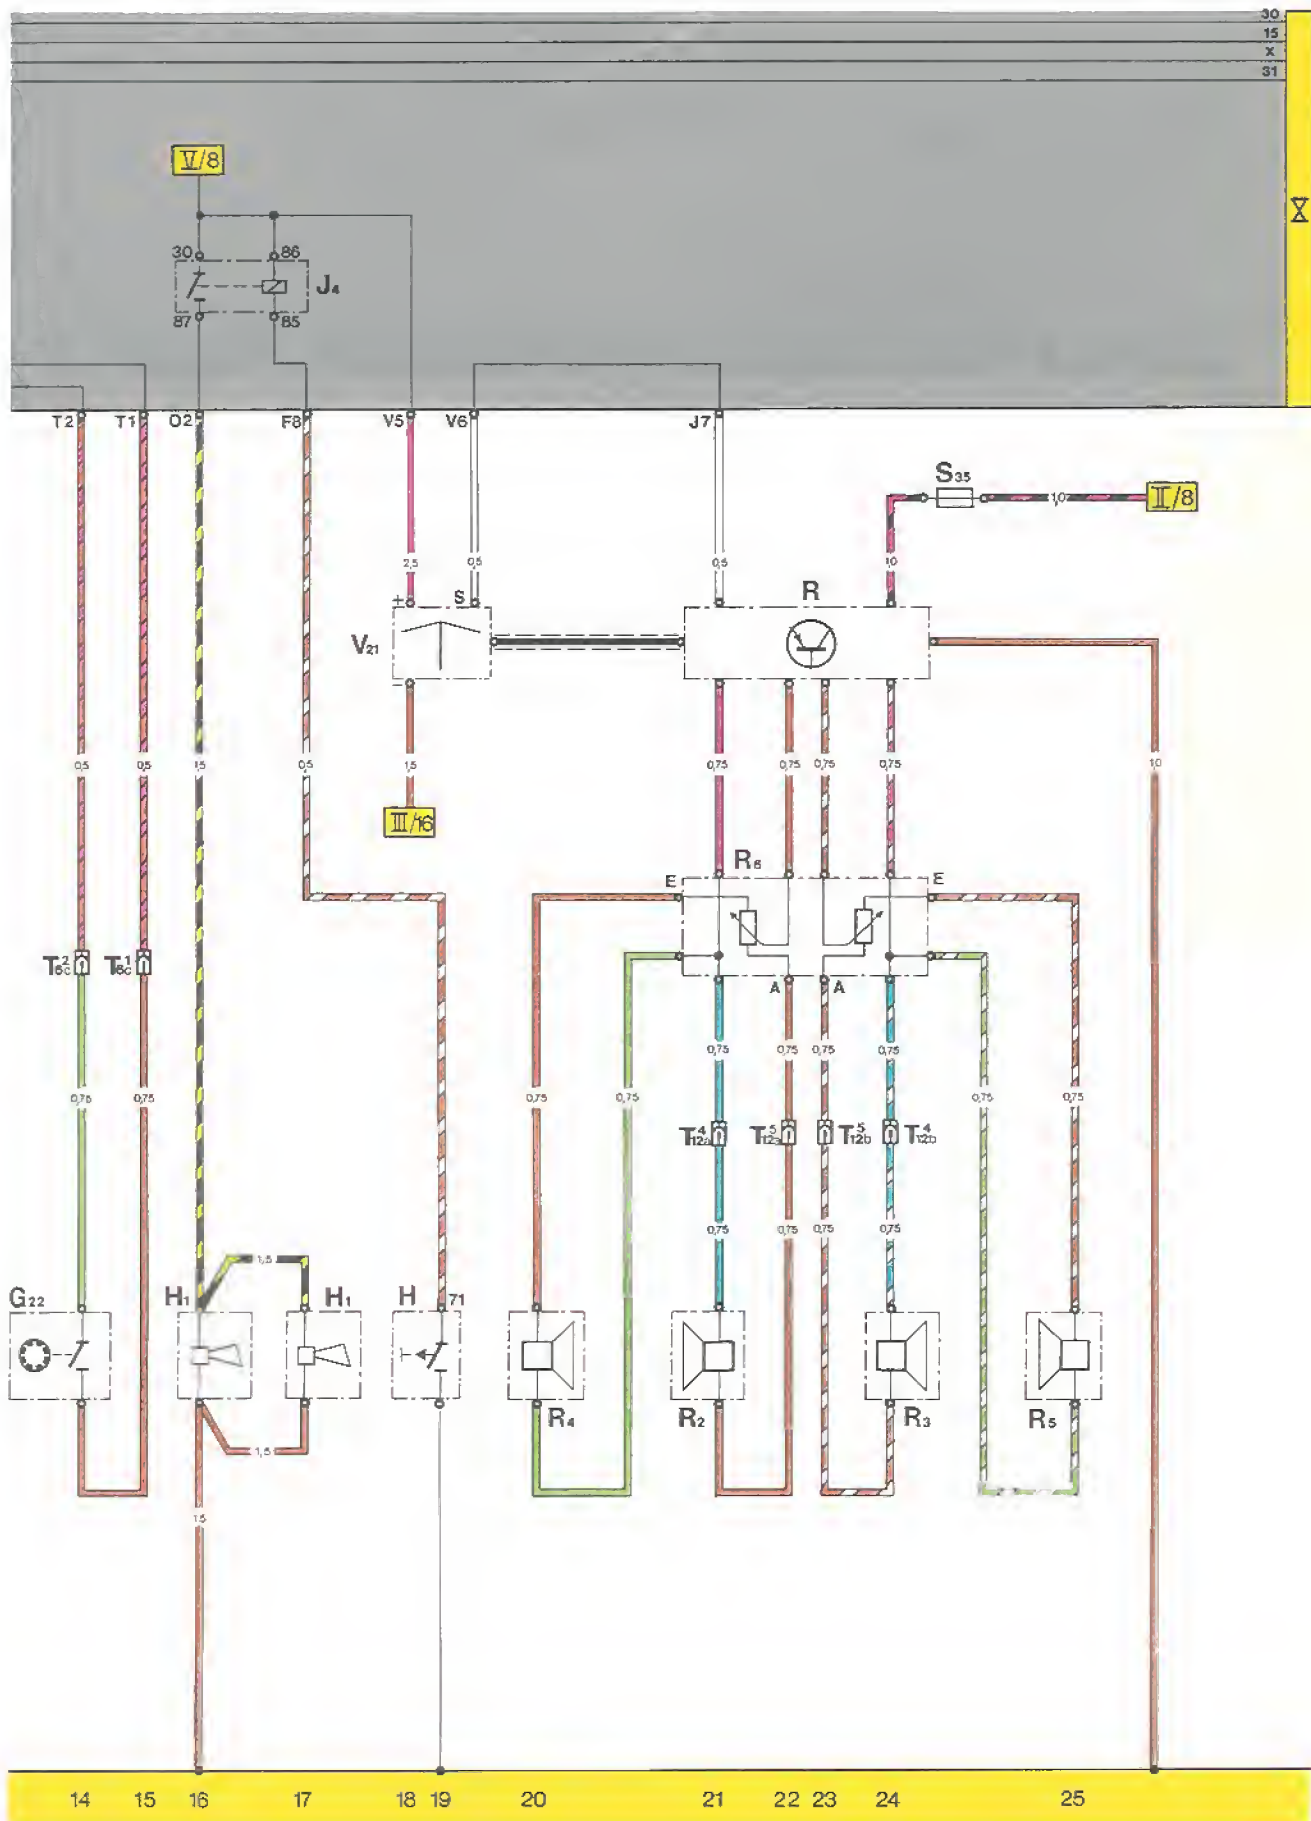 30
15
X
31
V/8
IX
30 86
J4
87 85
T2 T1 O2 F8 V5 V6 J7
S35
1,0
II/8
2,5 0,5 0,5 1,0
+ S
R
V21
-
0,5 0,5 1,5 0,5 1,5 0,75 0,75 0,75 0,75 1,0
III/16
R6
E E
T6c2 T6c1
A A
0,75 0,75 0,75 0,75
0,75 0,75 0,75 0,75 0,75 0,75
T12a4 T12a5 T12b5 T12b4
0,75 0,75 0,75 0,75
1,5
G22 H1 H1 H 71
R4 R2 R3 R5
1,5
1,5
14 15 16 17 18 19 20 21 22 23 24 25